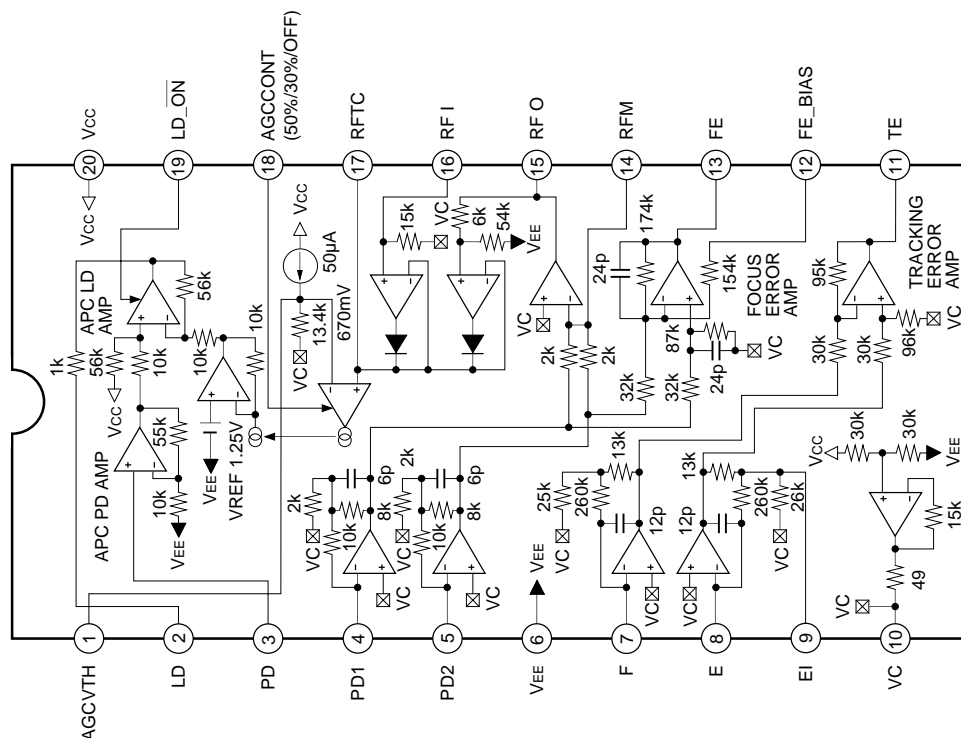 20
19
18
17
16
15
14
13
12
11
VCC
LD_ON
AGCCONT
(50%/30%/OFF)
RFTC
RF I
RF O
RFM
FE
FE_BIAS
TE
VCC
APC LD
AMP
1k
56k
VCC
10k
56k
10k
10k
APC PD AMP
55k
10k
VEE
VEE
VREF 1.25V
VCC
50µA
13.4k
VC
670mV
15k
VC
6k
54k
VEE
VC
2k
2k
24p
174k
FOCUS
ERROR
AMP
154k
87k
24p
VC
32k
32k
95k
TRACKING
ERROR
AMP
30k
30k
96k
VC
2k
VC
10k
6p
8k
VC
2k
VC
10k
6p
8k
VC
VEE
25k
VC
260k
13k
12p
VC
13k
12p
260k
26k
VC
VC
VCC
30k
30k
VEE
15k
49
VC
1
2
3
4
5
6
7
8
9
10
AGCVTH
LD
PD
PD1
PD2
VEE
F
E
EI
VC